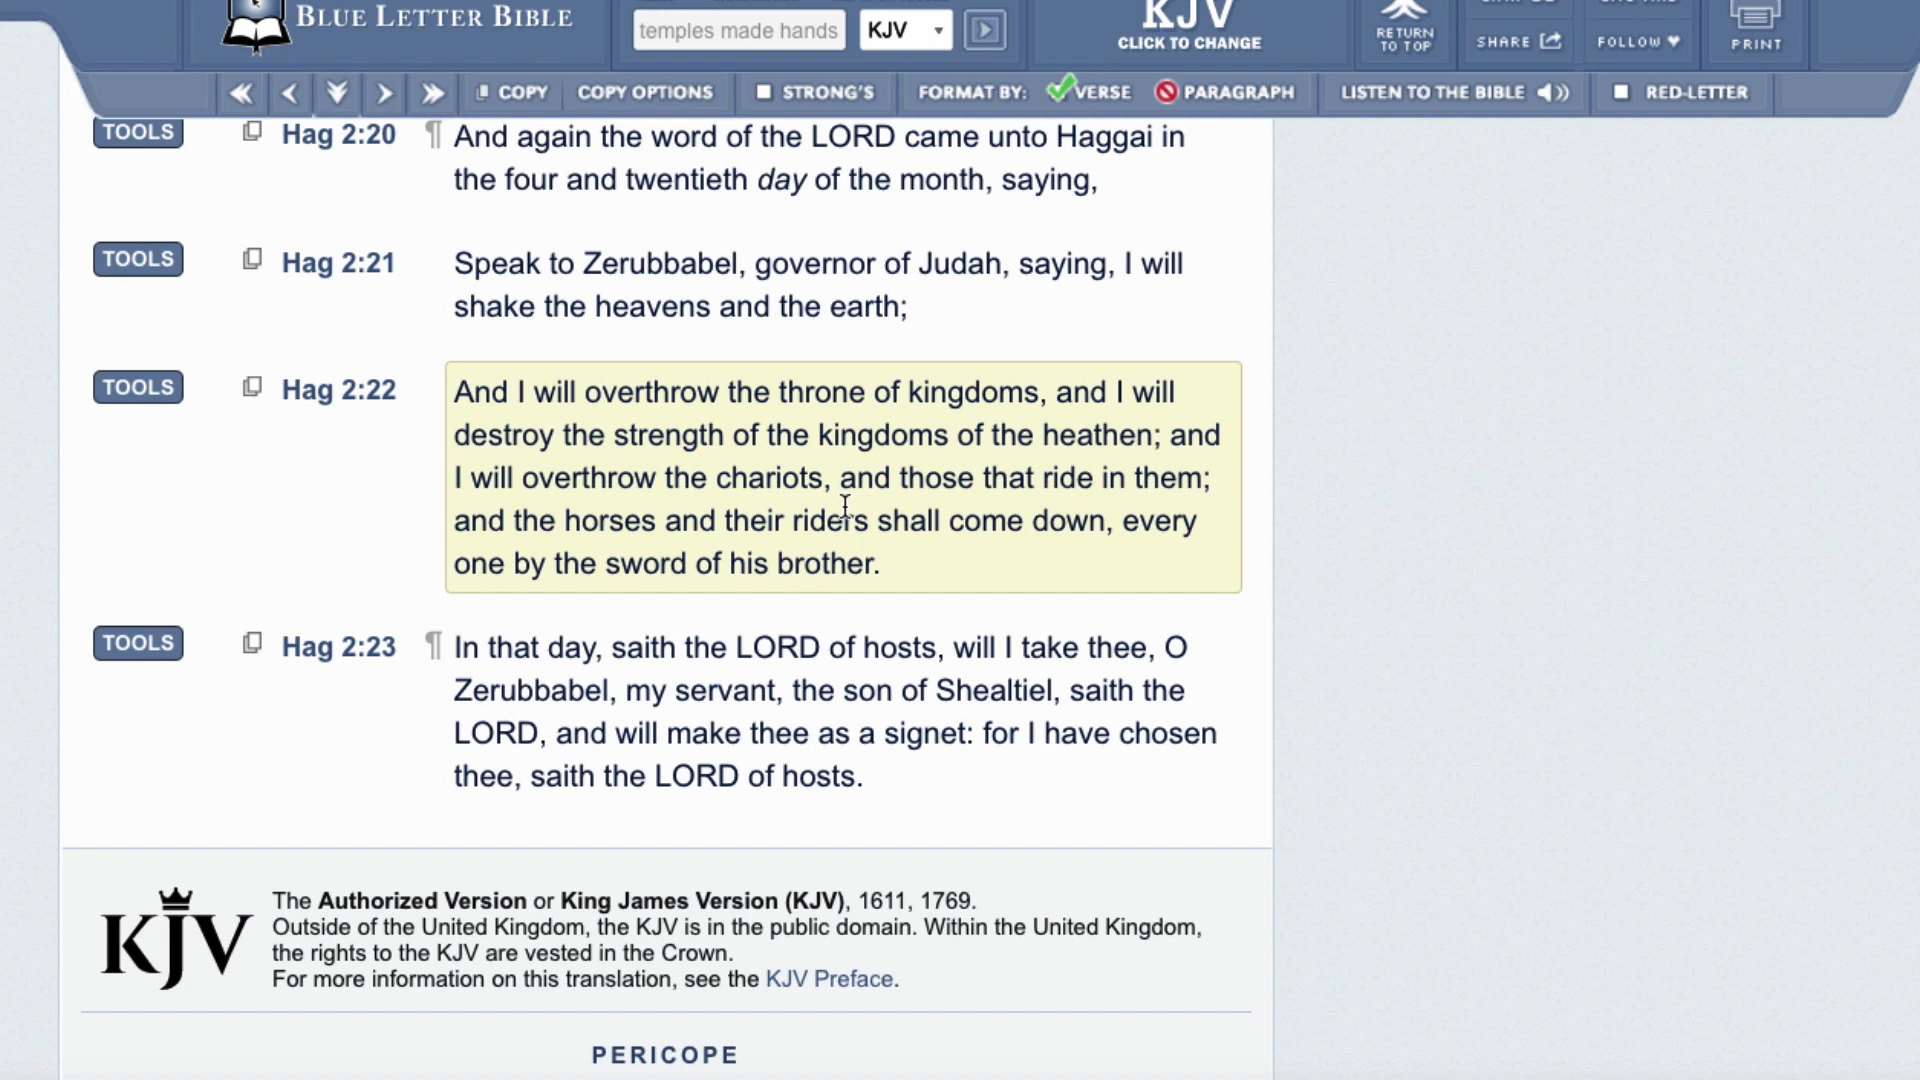 BLUE LETTER BIBLE
temples made hands
KJV
KJV
CLICK TO CHANGE
RETURN
TO TOP
SHARE
FOLLOW
PRINT
COPY
COPY OPTIONS
STRONG'S
FORMAT BY:
VERSE
PARAGRAPH
LISTEN TO THE BIBLE
RED-LETTER
TOOLS
Hag 2:20
¶ And again the word of the LORD came unto Haggai in
the four and twentieth day of the month, saying,
TOOLS
Hag 2:21
Speak to Zerubbabel, governor of Judah, saying, I will
shake the heavens and the earth;
TOOLS
Hag 2:22
And I will overthrow the throne of kingdoms, and I will
destroy the strength of the kingdoms of the heathen; and
I will overthrow the chariots, and those that ride in them;
and the horses and their riders shall come down, every
one by the sword of his brother.
TOOLS
Hag 2:23
¶ In that day, saith the LORD of hosts, will I take thee, O
Zerubbabel, my servant, the son of Shealtiel, saith the
LORD, and will make thee as a signet: for I have chosen
thee, saith the LORD of hosts.
KJV
The Authorized Version or King James Version (KJV), 1611, 1769.
Outside of the United Kingdom, the KJV is in the public domain. Within the United Kingdom,
the rights to the KJV are vested in the Crown.
For more information on this translation, see the KJV Preface.
PERICOPE